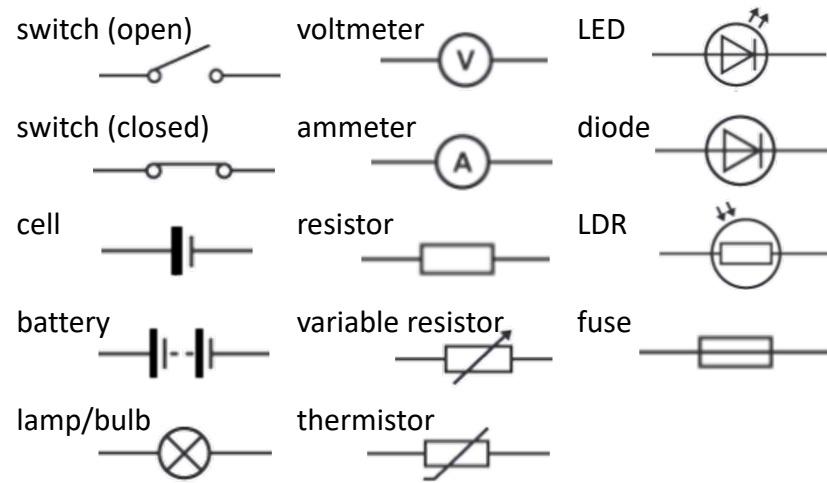 switch (open)
voltmeter
LED
V
switch (closed)
ammeter
diode
A
cell
resistor
LDR
battery
variable resistor
fuse
lamp/bulb
thermistor